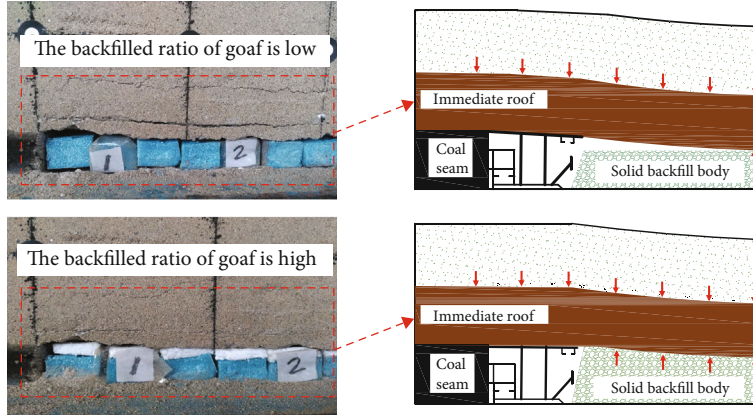 The backfilled ratio of goaf is low
1
2
Immediate roof
Coal
seam
Solid backfill body
The backfilled ratio of goaf is high
1
2
Immediate roof
Coal
seam
Solid backfill body